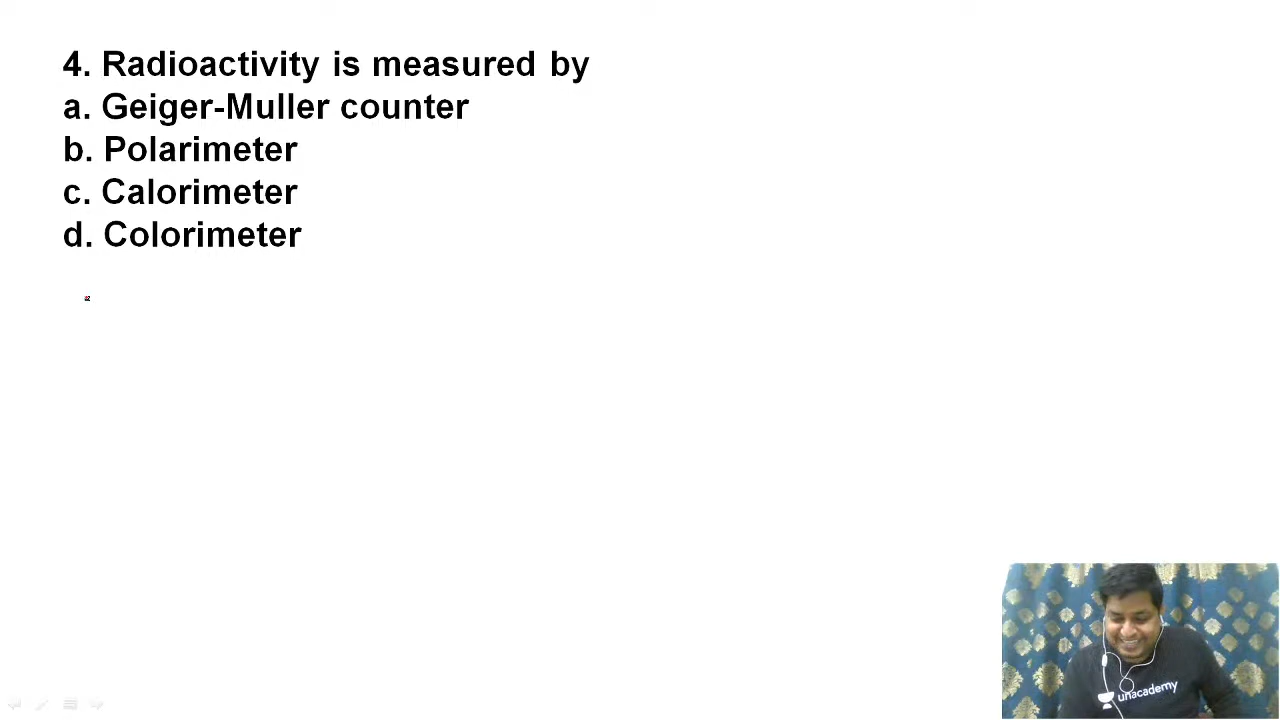 4. Radioactivity is measured by
a. Geiger-Muller counter
b. Polarimeter
c. Calorimeter
d. Colorimeter
unacademy